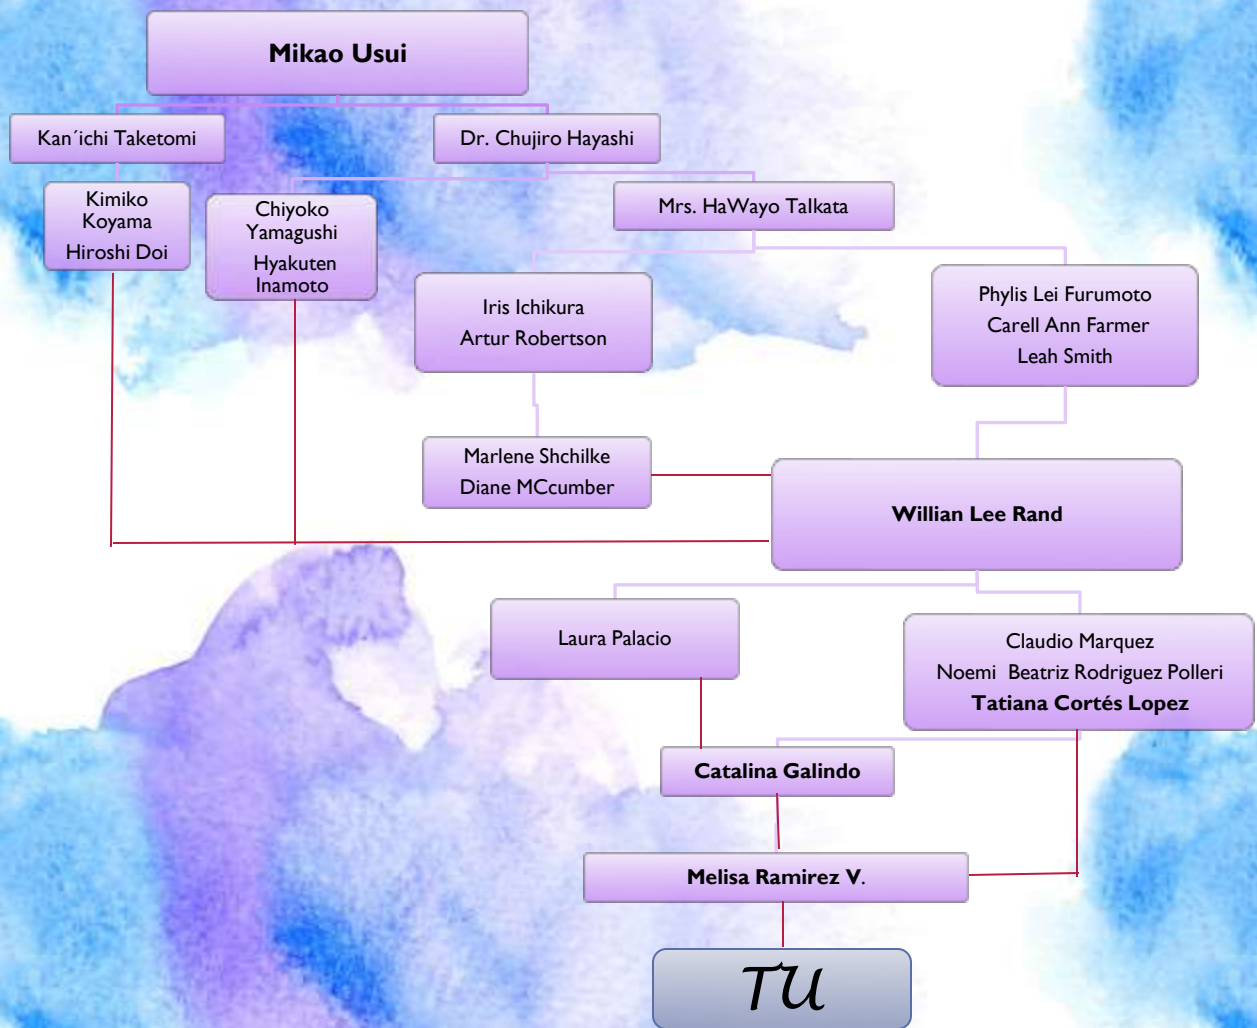 Mikao Usui
Kan´ichi Taketomi
Dr. Chujiro Hayashi
Kimiko
Koyama
Hiroshi Doi
Chiyoko
Yamagushi
Hyakuten
Inamoto
Mrs. HaWayo Talkata
Iris Ichikura
Artur Robertson
Phylis Lei Furumoto
Carell Ann Farmer
Leah Smith
Marlene Shchilke
Diane MCcumber
Willian Lee Rand
Laura Palacio
Claudio Marquez
Noemi  Beatriz Rodriguez Polleri
Tatiana Cortés Lopez
Catalina Galindo
Melisa Ramirez V.
TU